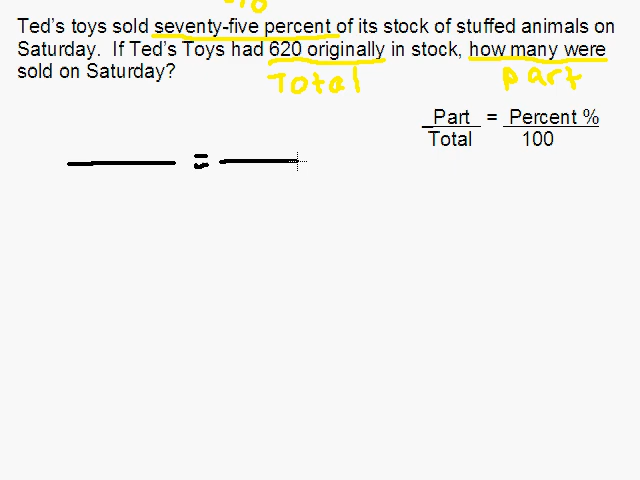 %
Ted's toys sold seventy-five percent of its stock of stuffed animals on
Saturday. If Ted's Toys had 620 originally in stock, how many were
sold on Saturday?
Total part
Part = Percent %
Total 100
=